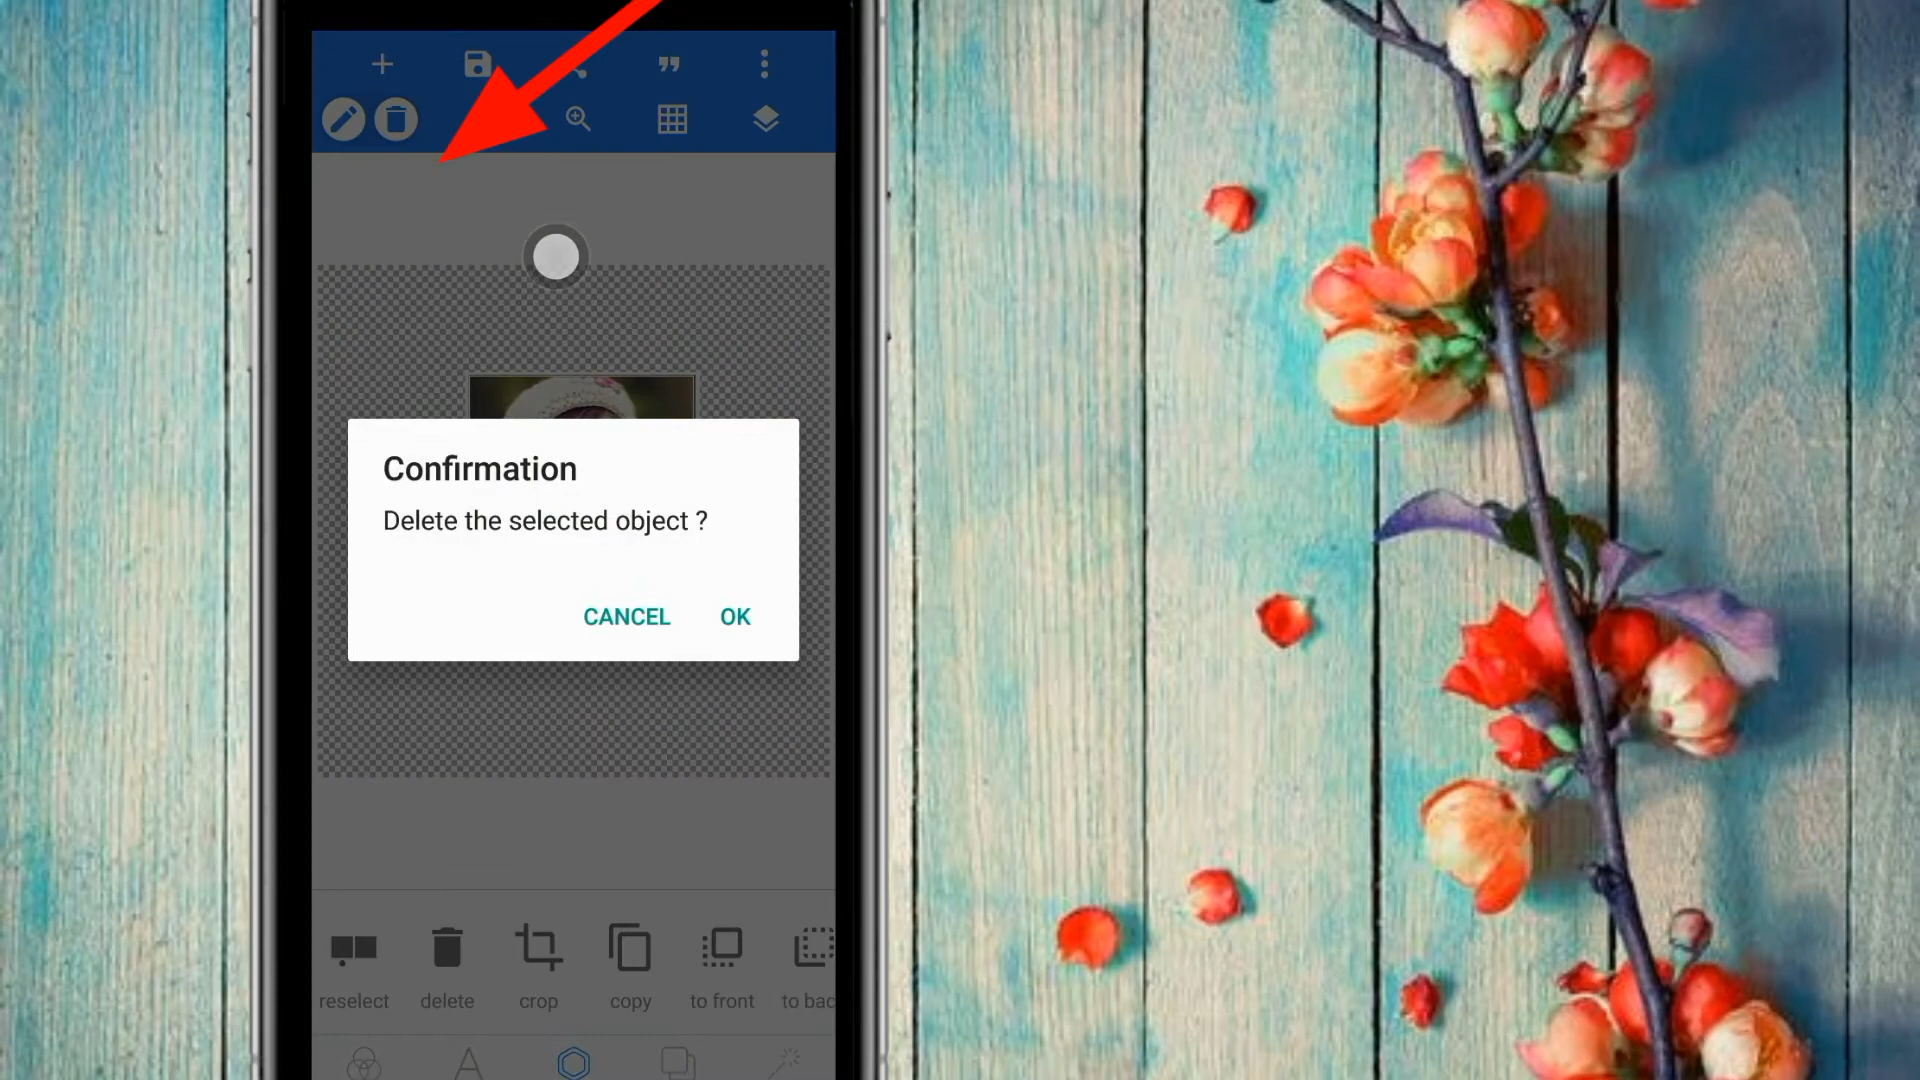 Confirmation
Delete the selected object ?
CANCEL OK
reselect delete crop copy to front to bac